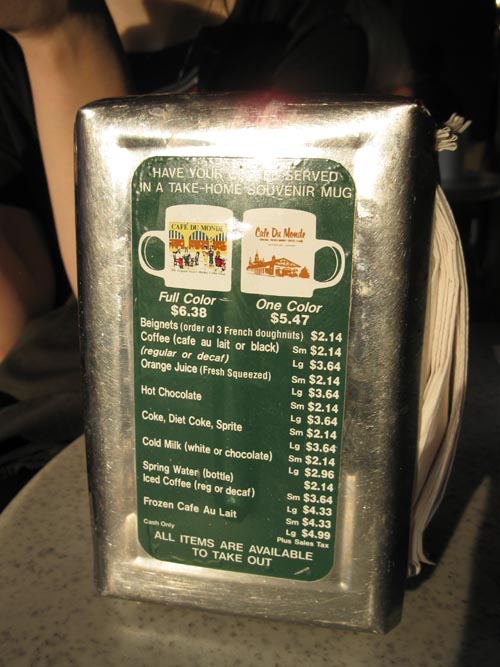 HAVE YOUR SERVED
IN A TAKE-HOME SOUVENIR MUG
CAFÉ DU MONDE
Cafe Du Monde
Full Color
$6.38
One Color
$5.47
Beignets (order of 3 French doughnuts) $2.14
Coffee (cafe au lait or black) Sm $2.14
(regular or decaf) Lg $3.64
Orange Juice (Fresh Squeezed) Sm $2.14
Lg $3.64
Hot Chocolate Sm $2.14
Lg $3.64
Coke, Diet Coke, Sprite Sm $2.14
Lg $3.64
Cold Milk (white or chocolate) Sm $2.14
Lg $2.96
Spring Water (bottle) $2.14
Iced Coffee (reg or decaf) Sm $3.64
Lg $4.33
Frozen Cafe Au Lait Sm $4.33
Lg $4.99
Cash Only Plus Sales Tax
ALL ITEMS ARE AVAILABLE
TO TAKE OUT